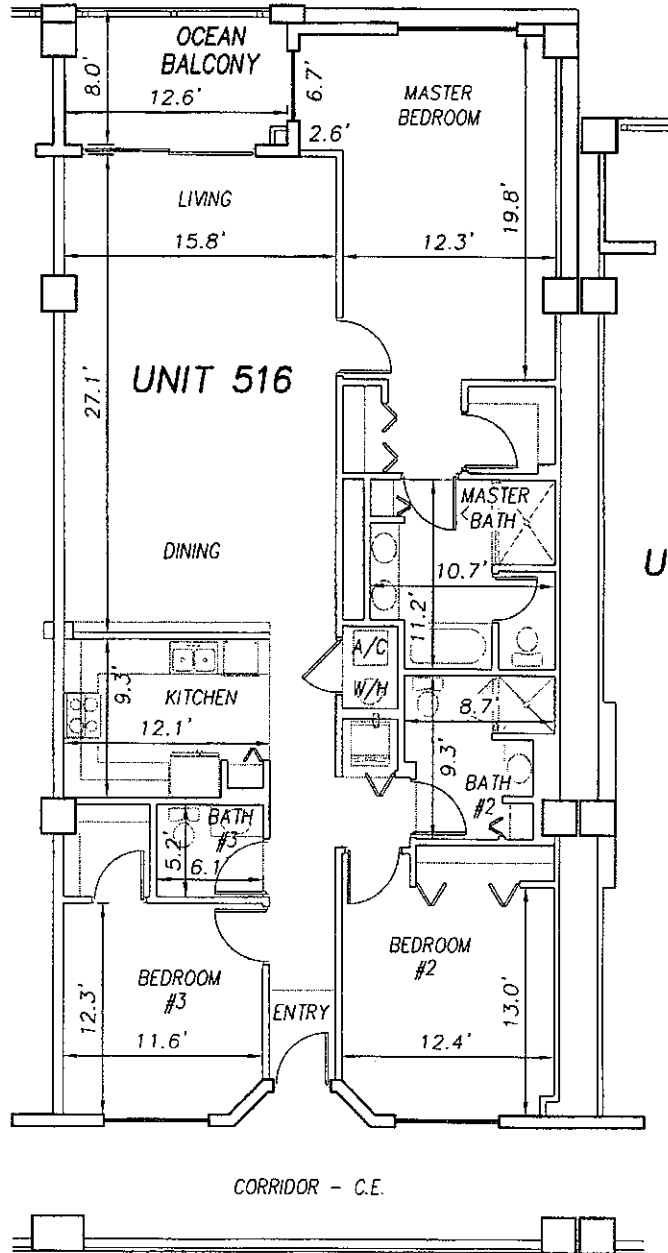 OCEAN
BALCONY
8.0'
12.6'
6.7'
2.6'
MASTER
BEDROOM
LIVING
15.8'
12.3'
19.8'
UNIT 516
27.1'
DINING
MASTER
BATH
10.7'
11.2'
U
A/C
W/H
9.3'
KITCHEN
12.1'
8.7'
9.3'
BATH
#2
BATH
#3
5.2'
6.1'
BEDROOM
#3
12.3'
11.6'
ENTRY
BEDROOM
#2
13.0'
12.4'
CORRIDOR - C.E.